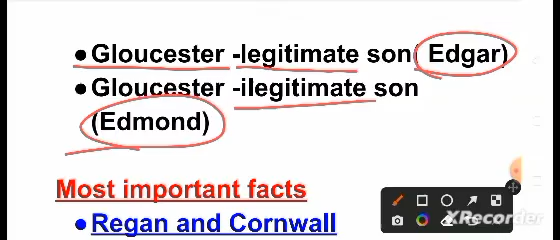 ●Gloucester -legitimate son( Edgar)
●Gloucester -ilegitimate son
(Edmond)
Most important facts
●Regan and Cornwall
XRecorder